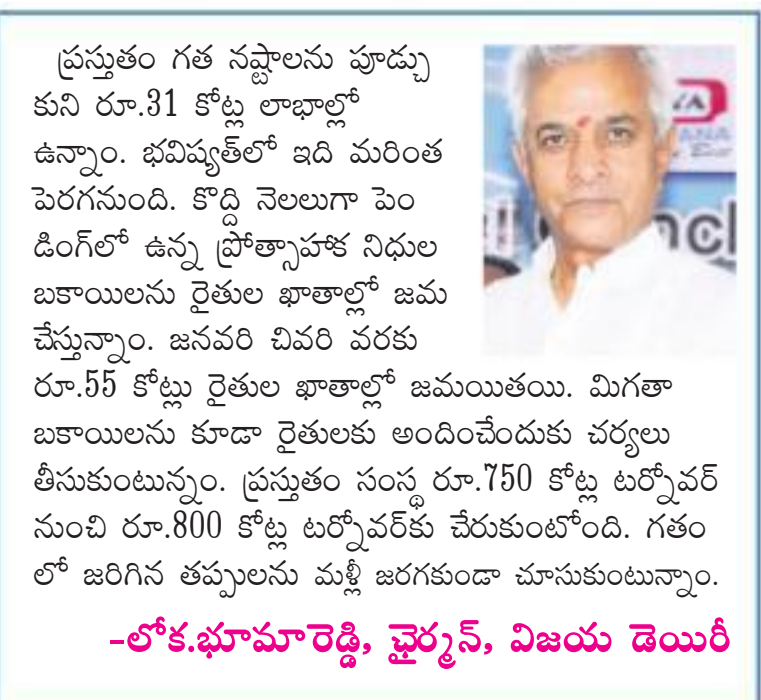 ప్రస్తుతం గత నష్టాలను పూడ్చు
కుని రూ.31 కోట్ల లాభాల్లో
ఉన్నాం. భవిష్యత్‌లో ఇది మరింత
పెరగనుంది. కొద్ది నెలలుగా పెం
డింగ్‌లో ఉన్న ప్రోత్సాహాక నిధుల
బకాయిలను రైతుల ఖాతాల్లో జమ
చేస్తున్నాం. జనవరి చివరి వరకు
రూ.55 కోట్లు రైతుల ఖాతాల్లో జమయితయి. మిగతా
బకాయిలను కూడా రైతులకు అందించేందుకు చర్యలు
తీసుకుంటున్నం. ప్రస్తుతం సంస్థ రూ.750 కోట్ల టర్నోవర్
నుంచి రూ.800 కోట్ల టర్నోవర్‌కు చేరుకుంటోంది. గతం
లో జరిగిన తప్పులను మళ్లీ జరగకుండా చూసుకుంటున్నాం.
-లోక.భూమారెడ్డి, ఛైర్మన్, విజయ డెయిరీ